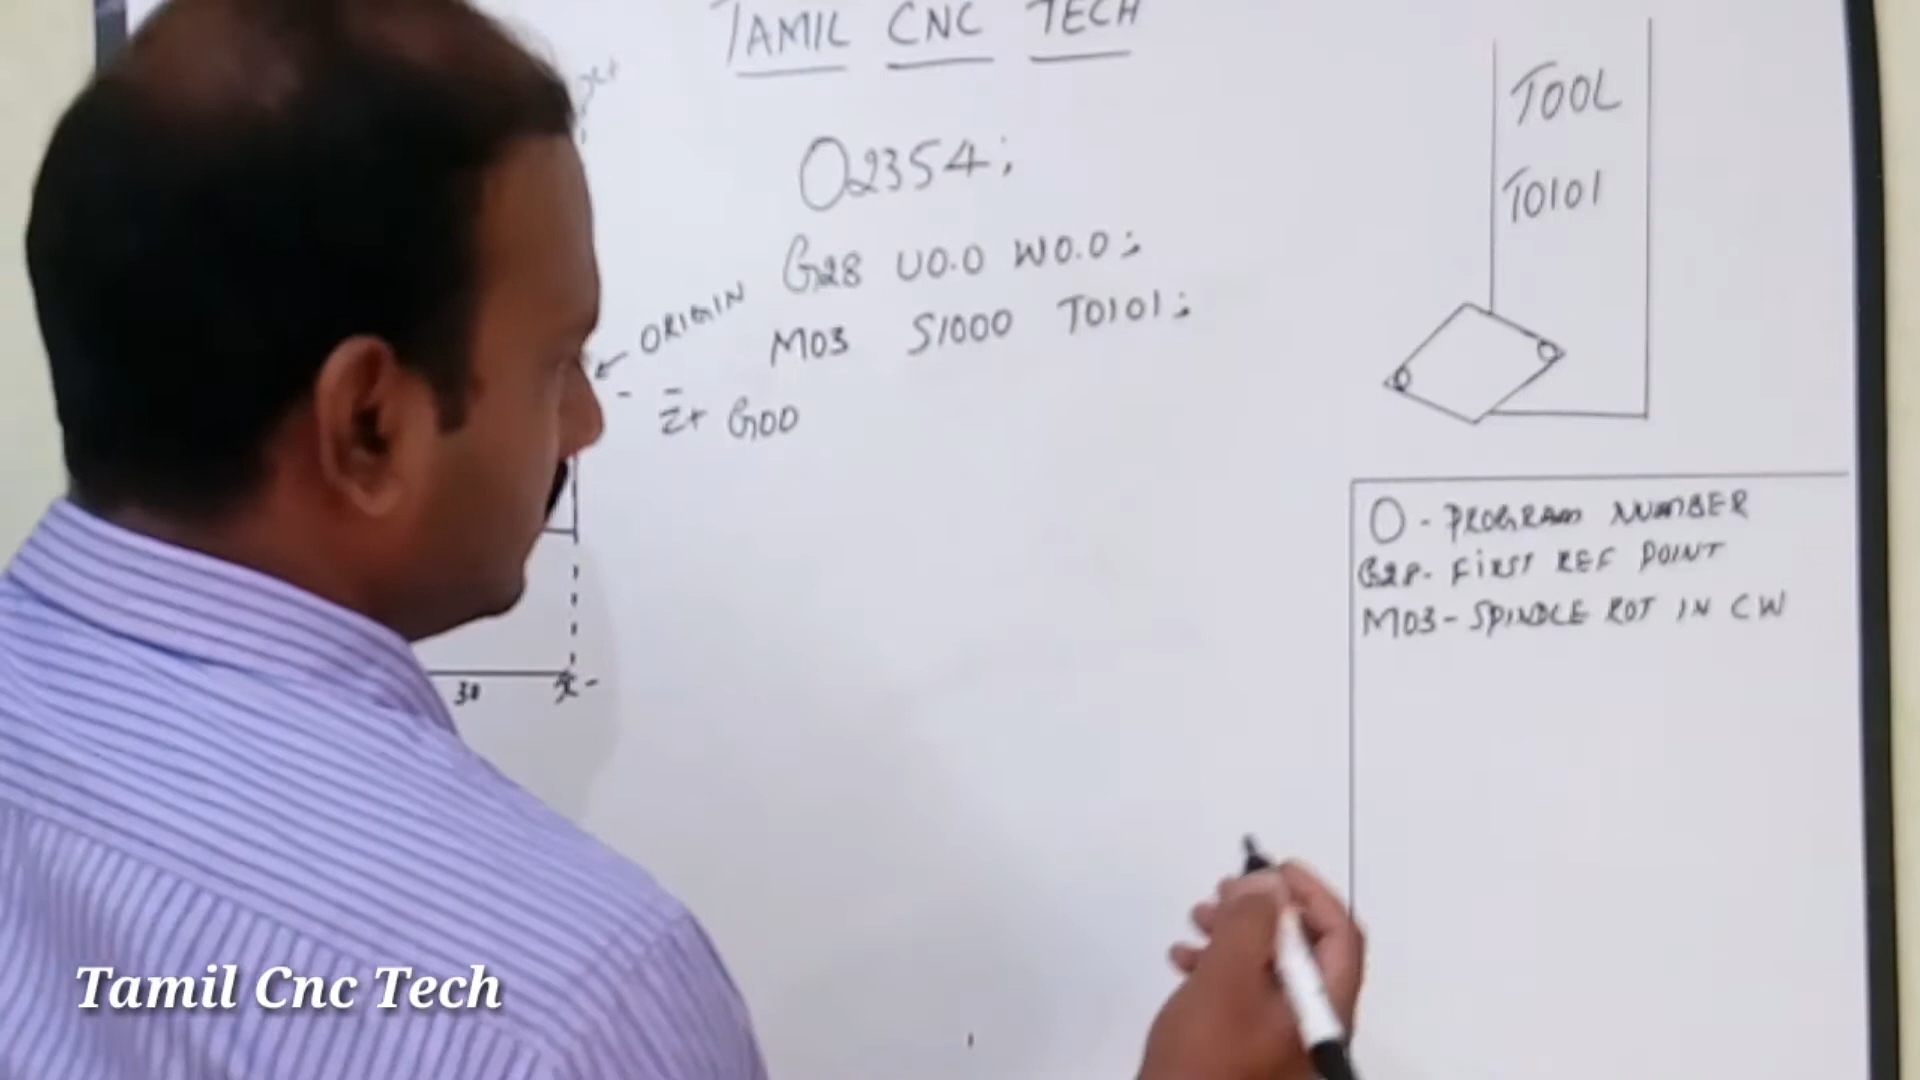 TAMIL CNC TECH
O2354;
G28 U0.0 W0.0;
M03 S1000 T0101;
G00
ORIGIN
Z+
30
X-
TOOL
T0101
O - PROGRAM NUMBER
G28- FIRST REF POINT
M03- SPINDLE ROT IN CW
Tamil Cnc Tech